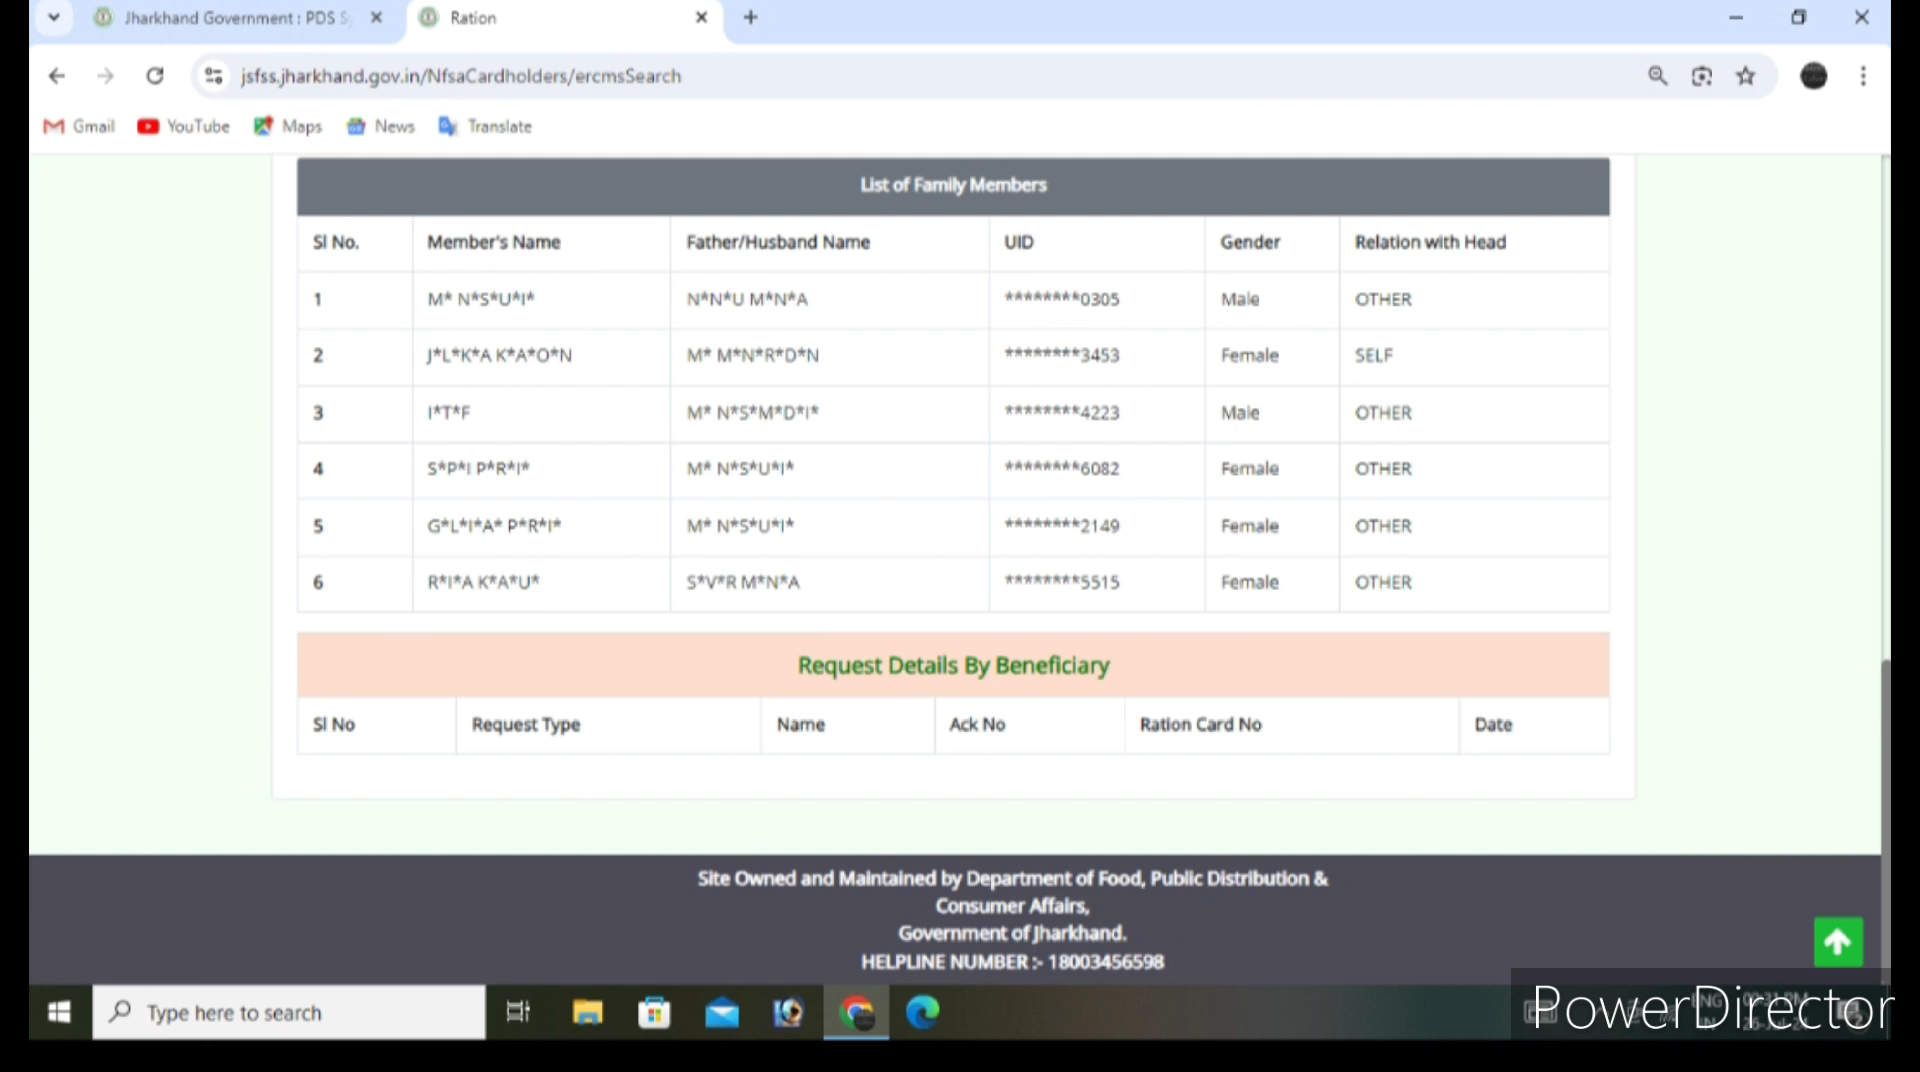 Jharkhand Government : PDS S
Ration
jsfss.jharkhand.gov.in/NfsaCardholders/ercmsSearch
Gmail YouTube Maps News Translate
List of Family Members
Sl No. Member's Name Father/Husband Name UID Gender Relation with Head
1 M* N*S*U*I* N*N*U M*N*A ********0305 Male OTHER
2 J*L*K*A K*A*O*N M* M*N*R*D*N ********3453 Female SELF
3 I*T*F M* N*S*M*D*I* ********4223 Male OTHER
4 S*P*I P*R*I* M* N*S*U*I* ********6082 Female OTHER
5 G*L*I*A* P*R*I* M* N*S*U*I* ********2149 Female OTHER
6 R*I*A K*A*U* S*V*R M*N*A ********5515 Female OTHER
Request Details By Beneficiary
Sl No Request Type Name Ack No Ration Card No Date
Site Owned and Maintained by Department of Food, Public Distribution &
Consumer Affairs,
Government of Jharkhand.
HELPLINE NUMBER :- 18003456598
Type here to search
PowerDirector